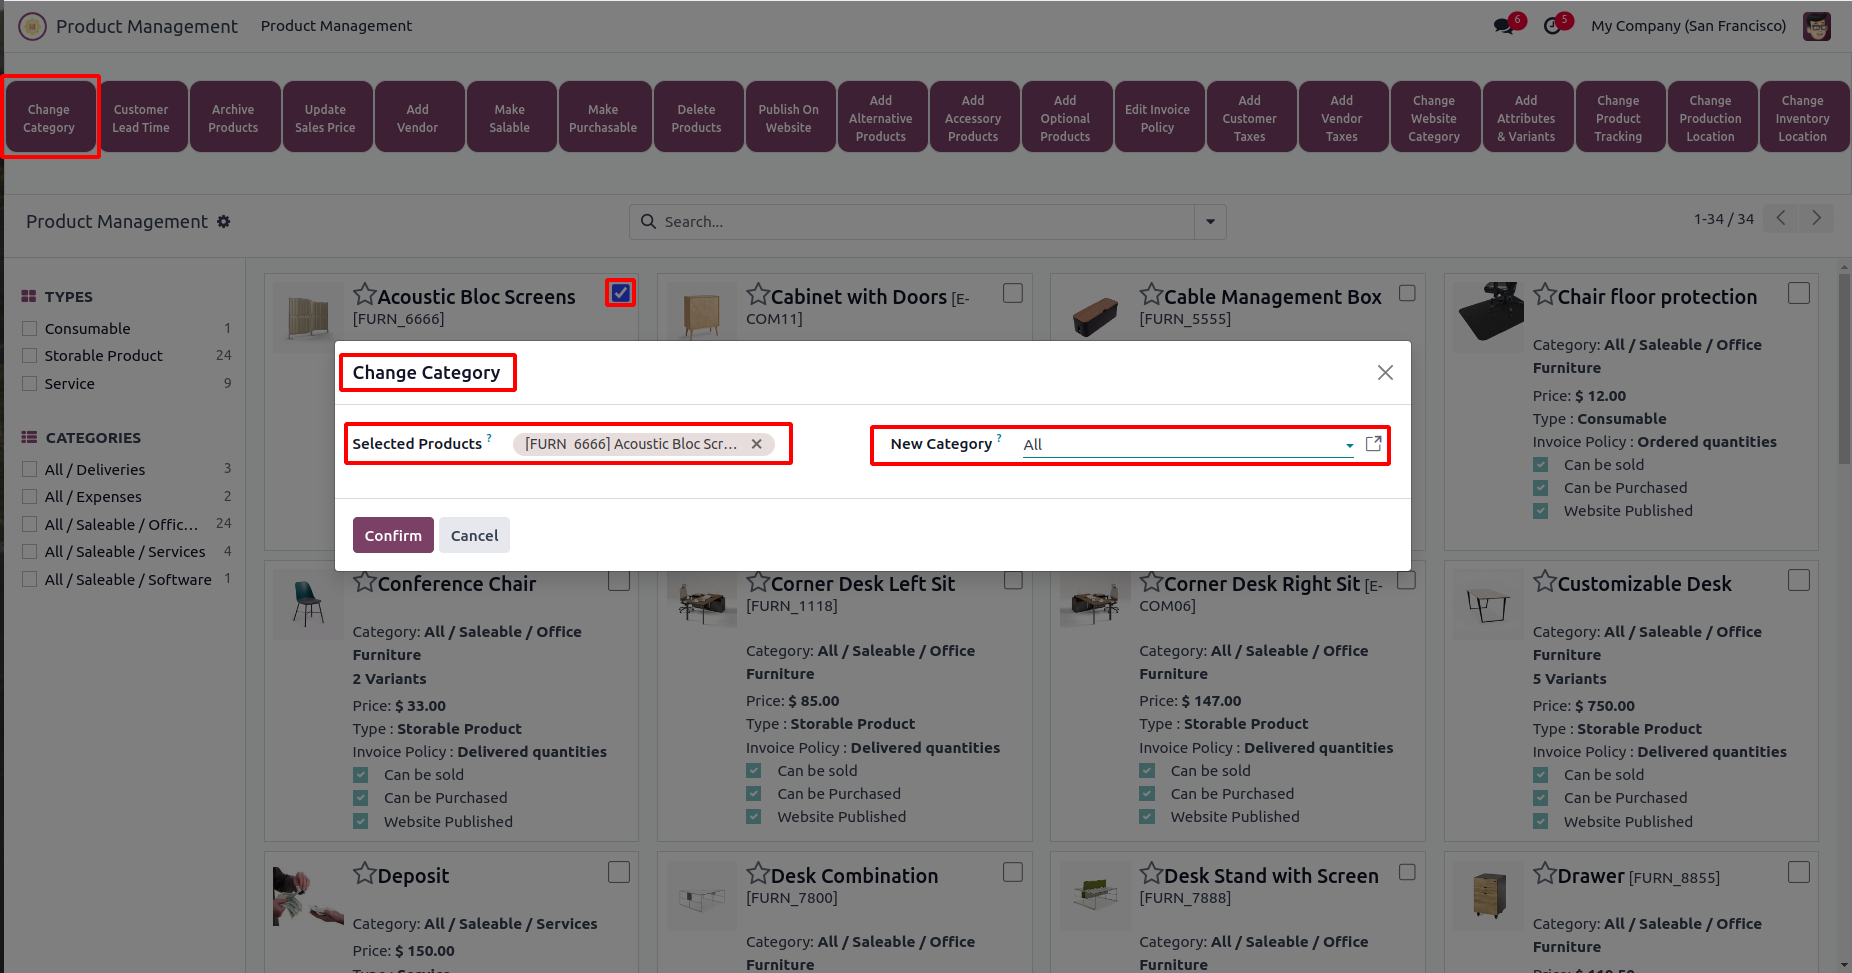 Product Management Product Management 6 5 My Company (San Francisco)
Change Category
Customer Lead Time
Archive Products
Update Sales Price
Add Vendor
Make Salable
Make Purchasable
Delete Products
Publish On Website
Add Alternative Products
Add Accessory Products
Add Optional Products
Edit Invoice Policy
Add Customer Taxes
Add Vendor Taxes
Change Website Category
Add Attributes & Variants
Change Product Tracking
Change Production Location
Change Inventory Location
Product Management Search... 1-34 / 34
TYPES
Consumable 1
Storable Product 24
Service 9
CATEGORIES
All / Deliveries 3
All / Expenses 2
All / Saleable / Offic... 24
All / Saleable / Services 4
All / Saleable / Software 1
Acoustic Bloc Screens
[FURN_6666]
Cabinet with Doors [E-
COM11]
Cable Management Box
[FURN_5555]
Chair floor protection
Category: All / Saleable / Office
Furniture
Price: $ 12.00
Type : Consumable
Invoice Policy : Ordered quantities
Can be sold
Can be Purchased
Website Published
Change Category
Selected Products ? [FURN_6666] Acoustic Bloc Scr...
New Category ? All
Confirm Cancel
Conference Chair
Category: All / Saleable / Office
Furniture
2 Variants
Price: $ 33.00
Type : Storable Product
Invoice Policy : Delivered quantities
Can be sold
Can be Purchased
Website Published
Corner Desk Left Sit
[FURN_1118]
Category: All / Saleable / Office
Furniture
Price: $ 85.00
Type : Storable Product
Invoice Policy : Delivered quantities
Can be sold
Can be Purchased
Website Published
Corner Desk Right Sit [E-
COM06]
Category: All / Saleable / Office
Furniture
Price: $ 147.00
Type : Storable Product
Invoice Policy : Delivered quantities
Can be sold
Can be Purchased
Website Published
Customizable Desk
Category: All / Saleable / Office
Furniture
5 Variants
Price: $ 750.00
Type : Storable Product
Invoice Policy : Delivered quantities
Can be sold
Can be Purchased
Website Published
Deposit
Category: All / Saleable / Services
Price: $ 150.00
Type : Service
Desk Combination
[FURN_7800]
Category: All / Saleable / Office
Furniture
Desk Stand with Screen
[FURN_7888]
Category: All / Saleable / Office
Furniture
Drawer [FURN_8855]
Category: All / Saleable / Office
Furniture
Price: $ 110.50